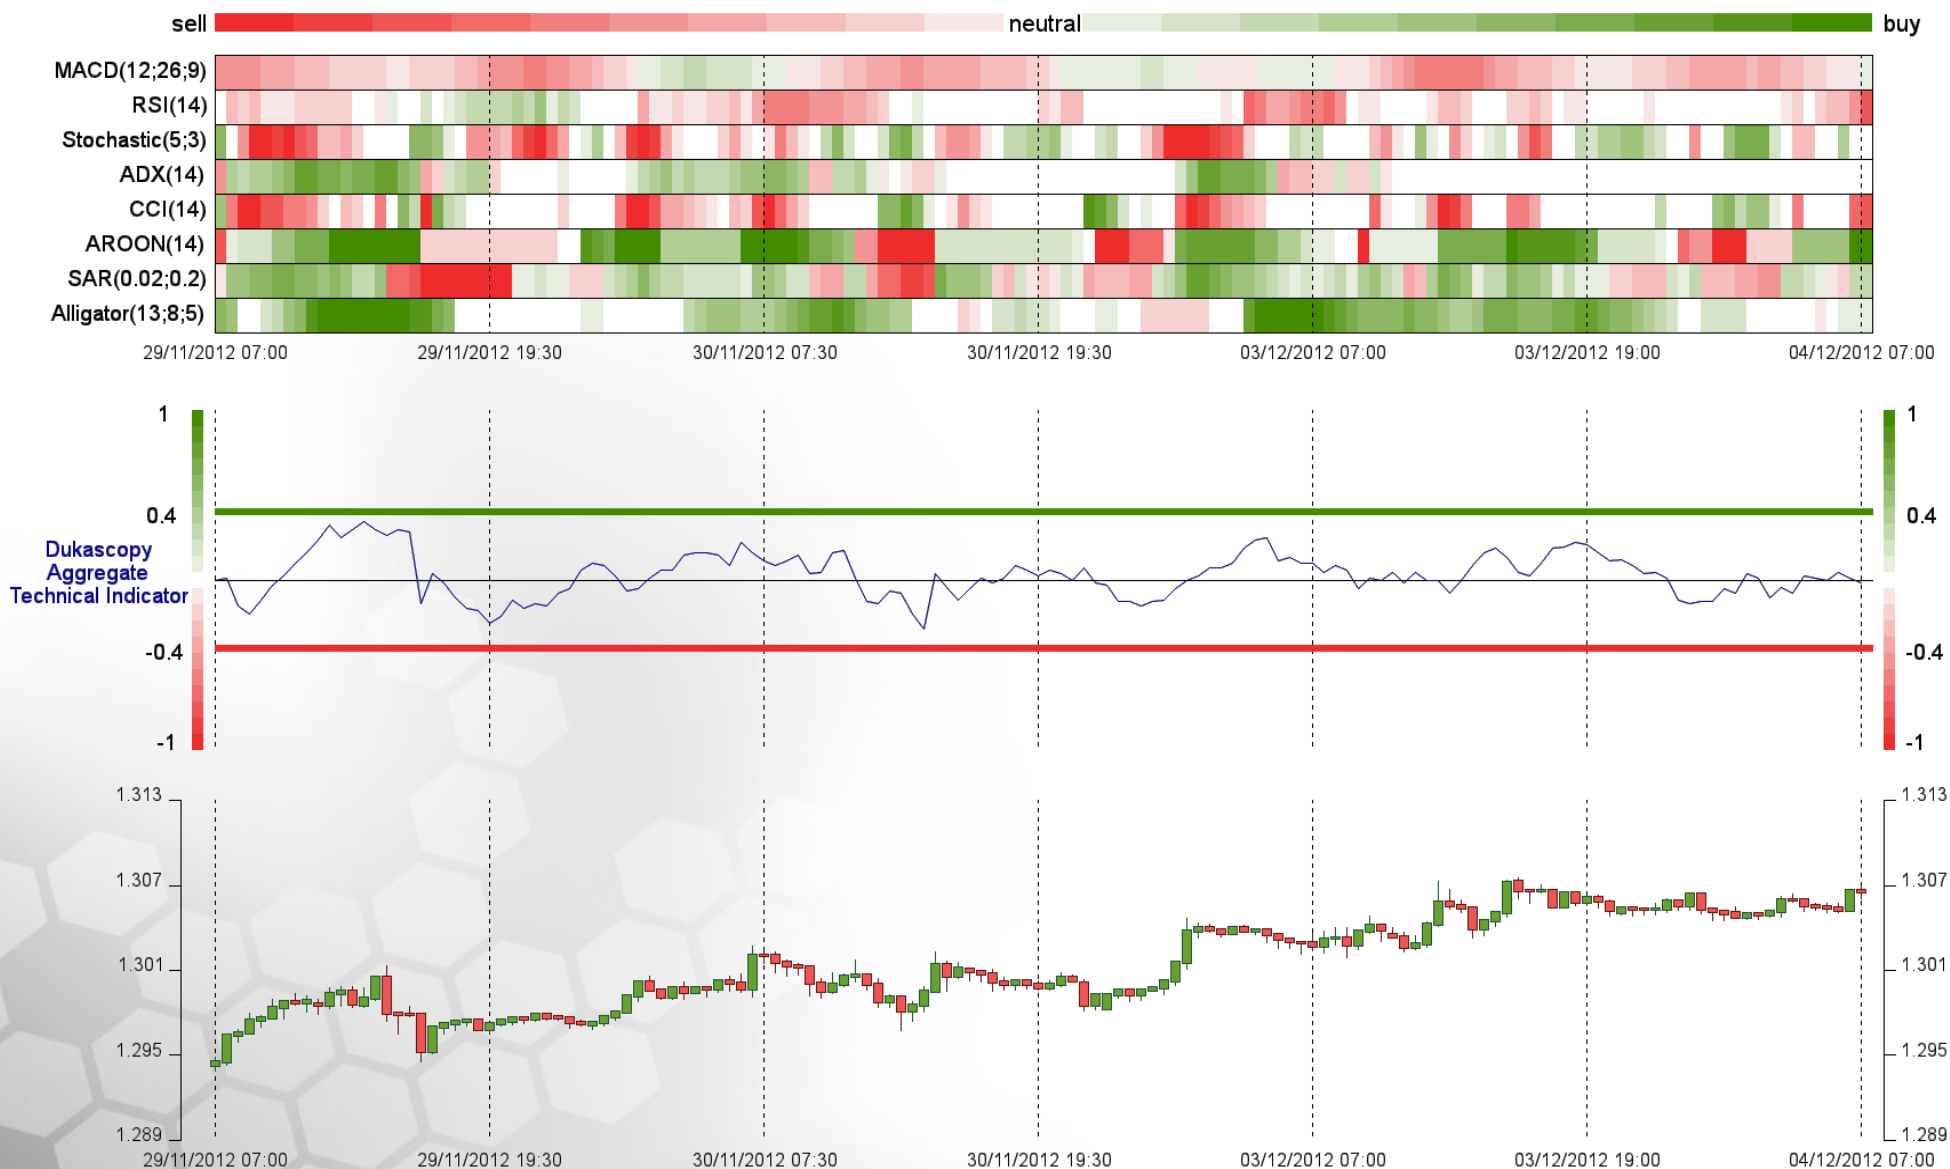 sell neutral buy
MACD(12;26;9)
RSI(14)
Stochastic(5;3)
ADX(14)
CCI(14)
AROON(14)
SAR(0.02;0.2)
Alligator(13;8;5)
29/11/2012 07:00 29/11/2012 19:30 30/11/2012 07:30 30/11/2012 19:30 03/12/2012 07:00 03/12/2012 19:00 04/12/2012 07:00
1 1
0.4 0.4
Dukascopy
Aggregate
Technical Indicator
-0.4 -0.4
-1 -1
1.313 1.313
1.307 1.307
1.301 1.301
1.295 1.295
1.289 1.289
29/11/2012 07:00 29/11/2012 19:30 30/11/2012 07:30 30/11/2012 19:30 03/12/2012 07:00 03/12/2012 19:00 04/12/2012 07:00